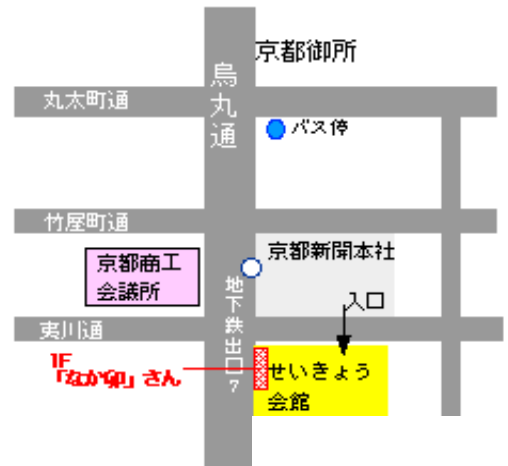 京都御所
烏丸通
丸太町通
バス停
竹屋町通
京都新聞本社
京都商工
会議所
地下鉄出口7
入口
夷川通
1F
「なか卯」さん
せいきょう
会館